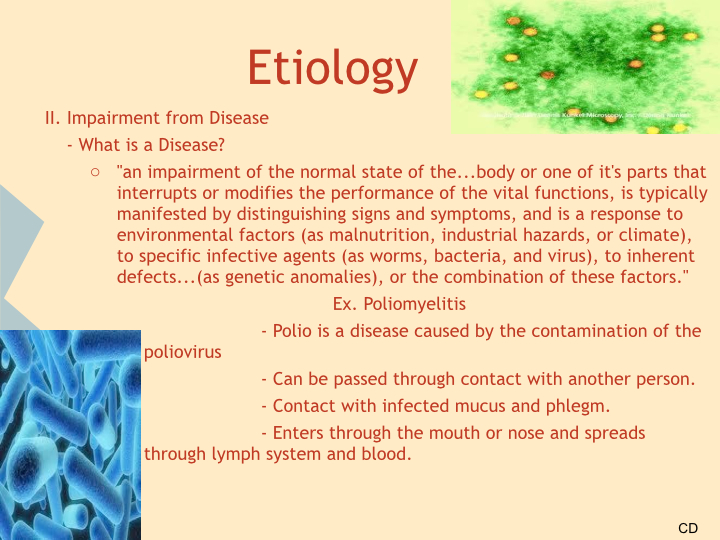 Etiology
II. Impairment from Disease
- What is a Disease?
○ "an impairment of the normal state of the...body or one of it's parts that
interrupts or modifies the performance of the vital functions, is typically
manifested by distinguishing signs and symptoms, and is a response to
environmental factors (as malnutrition, industrial hazards, or climate),
to specific infective agents (as worms, bacteria, and virus), to inherent
defects...(as genetic anomalies), or the combination of these factors."
Ex. Poliomyelitis
- Polio is a disease caused by the contamination of the
poliovirus
- Can be passed through contact with another person.
- Contact with infected mucus and phlegm.
- Enters through the mouth or nose and spreads
through lymph system and blood.
CD